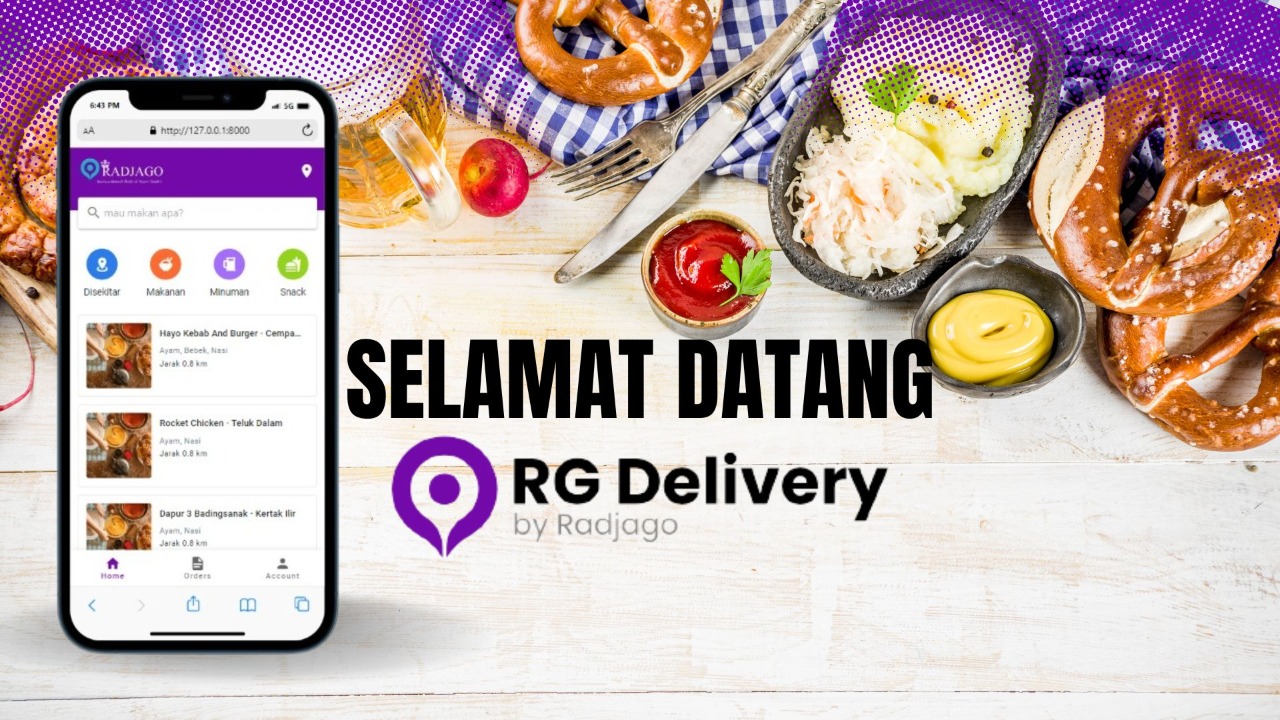 6:43 PM
5G
AA
http://127.0.0.1:8000
RADJAGO
mau makan apa?
Disekitar
Makanan
Minuman
Snack
Hayo Kebab And Burger - Cempa...
Ayam, Bebek, Nasi
Jarak 0.8 km
Rocket Chicken - Teluk Dalam
Ayam, Nasi
Jarak 0.8 km
Dapur 3 Badingsanak - Kertak Ilir
Ayam, Nasi
Jarak 0.8 km
Home
Orders
Account
SELAMAT DATANG
RG Delivery
by Radjago